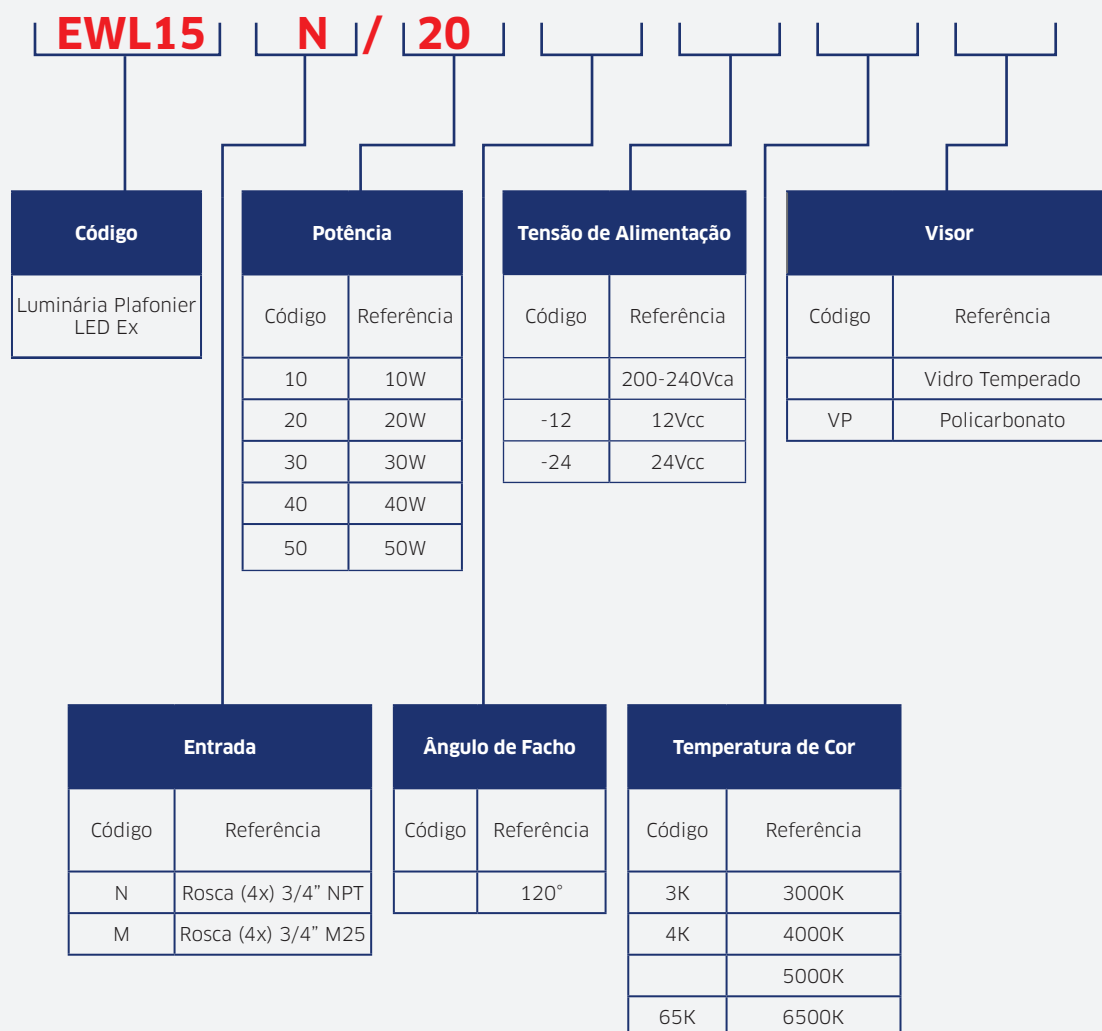 EWL15 N / 20
Código
Luminária Plafonier
LED Ex
Potência
Código Referência
10 10W
20 20W
30 30W
40 40W
50 50W
Tensão de Alimentação
Código Referência
200-240Vca
-12 12Vcc
-24 24Vcc
Visor
Código Referência
Vidro Temperado
VP Policarbonato
Entrada
Código Referência
N Rosca (4x) 3/4” NPT
M Rosca (4x) 3/4” M25
Ângulo de Facho
Código Referência
120°
Temperatura de Cor
Código Referência
3K 3000K
4K 4000K
5000K
65K 6500K